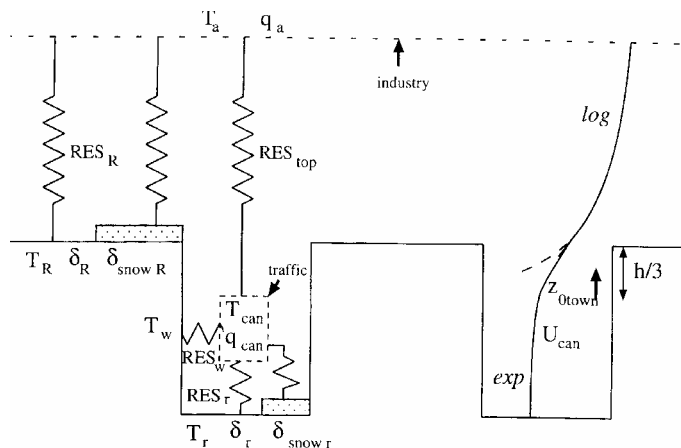 T_a q_a
industry
log
RES_R
RES_top
T_R δ_R δ_snow R
traffic
h/3
z_0town
T_can
T_w
q_can
U_can
RES_w
RES_r
exp
T_r δ_r δ_snow r